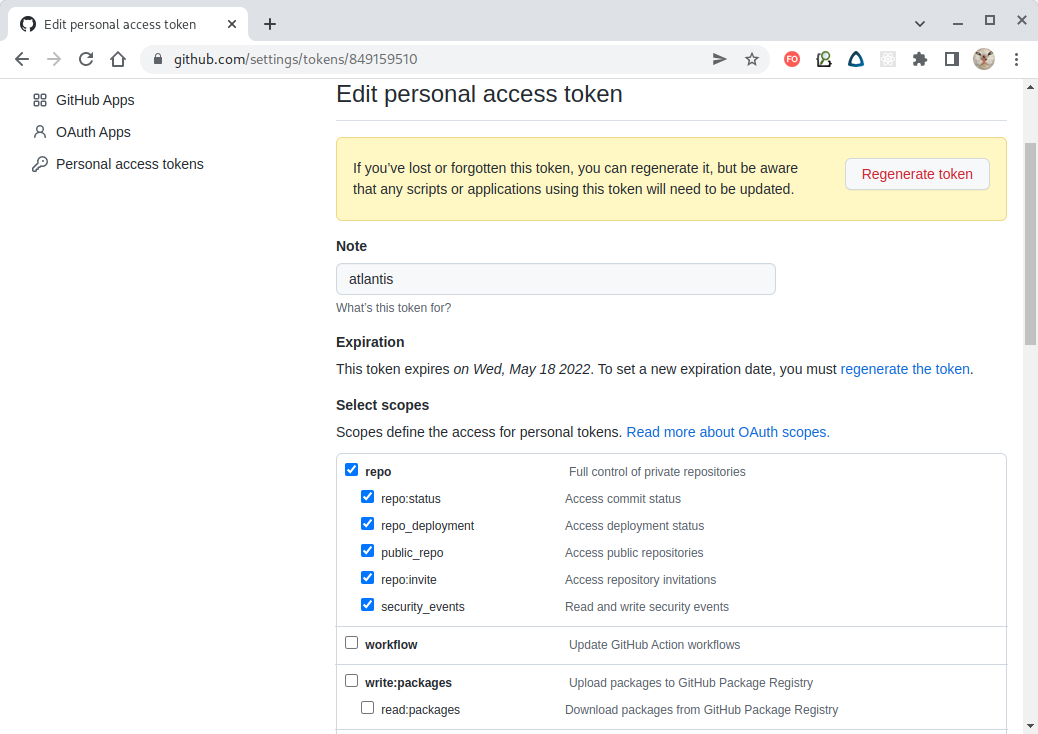 Edit personal access token
github.com/settings/tokens/849159510
FO
GitHub Apps
OAuth Apps
Personal access tokens
Edit personal access token
If you've lost or forgotten this token, you can regenerate it, but be aware
that any scripts or applications using this token will need to be updated.
Regenerate token
Note
atlantis
What's this token for?
Expiration
This token expires on Wed, May 18 2022. To set a new expiration date, you must regenerate the token.
Select scopes
Scopes define the access for personal tokens. Read more about OAuth scopes.
repo Full control of private repositories
repo:status Access commit status
repo_deployment Access deployment status
public_repo Access public repositories
repo:invite Access repository invitations
security_events Read and write security events
workflow Update GitHub Action workflows
write:packages Upload packages to GitHub Package Registry
read:packages Download packages from GitHub Package Registry